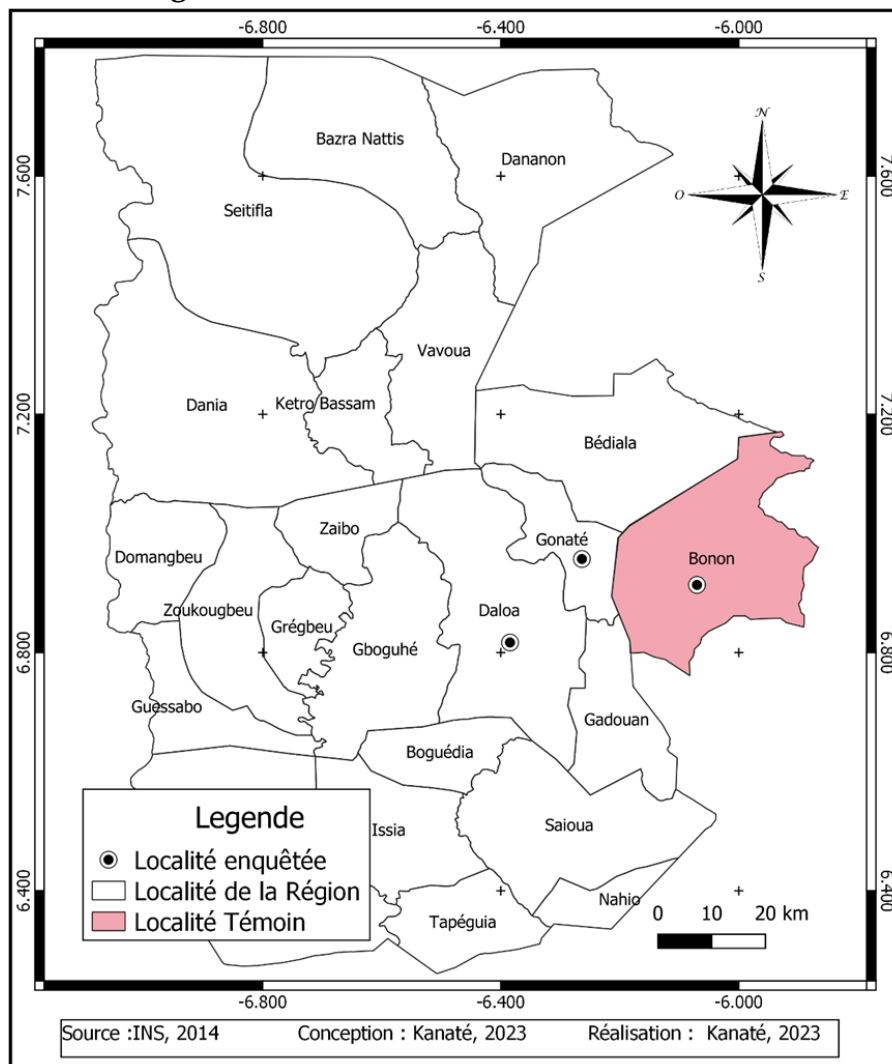 -6.800 -6.400 -6.000
Bazra Nattis
Dananon
N
7.600 7.600
O E
Seitifla
S
Vavoua
Dania Ketro Bassam
7.200 7.200
Bédiala
Zaibo
Gonaté
Domangbeu
Bonon
Zoukougbeu
Daloa
Grégbeu
Gboguhé
6.800 6.800
Guessabo
Gadouan
Boguédia
Legende
Issia
Saioua
Localité enquêtée
Localité de la Région
Localité Témoin
6.400 6.400
Nahio
Tapéguia
0 10 20 km
-6.800 -6.400 -6.000
Source :INS, 2014 Conception : Kanaté, 2023 Réalisation : Kanaté, 2023